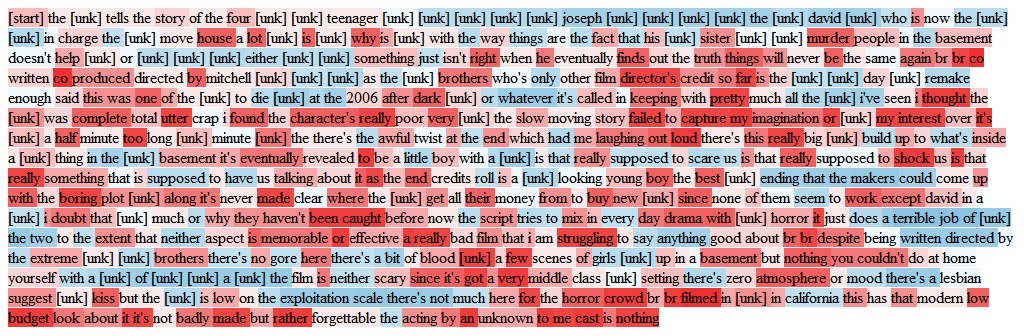 [start] [unk] tells the story of the four [unk] [unk] teenager [unk] [unk] [unk] [unk] [unk] joseph [unk] [unk] [unk] [unk] [unk] the [unk] david [unk] who is now the [unk]
[unk] in charge the [unk] move house a lot [unk] is [unk] why is [unk] with the way things are the fact that his [unk] sister [unk] [unk] murder people in the basement
doesn't help [unk] or [unk] [unk] [unk] either [unk] [unk] something just isn't right when he eventually finds out the truth things will never be the same again br br co
written co produced directed by mitchell [unk] [unk] [unk] as the [unk] brothers who's only other film director's credit so far is the [unk] [unk] day [unk] remake
enough said this was one of the [unk] to die [unk] at the 2006 after dark [unk] or whatever it's called in keeping with pretty much all the [unk] i've seen i thought the
[unk] was complete total utter crap i found the character's really poor very [unk] the slow moving story failed to capture my imagination or [unk] my interest over it's
[unk] a half minute too long [unk] minute [unk] the there's the awful twist at the end which had me laughing out loud there's this really big [unk] build up to what's inside
a [unk] thing in the [unk] basement it's eventually revealed to be a little boy with a [unk] is that really supposed to scare us is that really supposed to shock us is that
really something that is supposed to have us talking about it as the end credits roll is a [unk] looking young boy the best [unk] ending that the makers could come up
with the boring plot [unk] along it's never made clear where the [unk] get all their money from to buy new [unk] since none of them seem to work except david in a
[unk] i doubt that [unk] much or why they haven't been caught before now the script tries to mix in every day drama with [unk] horror it just does a terrible job of [unk]
the two to the extent that neither aspect is memorable or effective a really bad film that i am struggling to say anything good about br br despite being written directed by
the extreme [unk] [unk] brothers there's no gore here there's a bit of blood [unk] a few scenes of girls [unk] up in a basement but nothing you couldn't do at home
yourself with a [unk] of [unk] [unk] a [unk] the film is neither scary since it's got a very middle class [unk] setting there's zero atmosphere or mood there's a lesbian
suggest [unk] kiss but the [unk] is low on the exploitation scale there's not much here for the horror crowd br br filmed in [unk] in california this has that modern low
budget look about it it's not badly made but rather forgettable the acting by an unknown to me cast is nothing